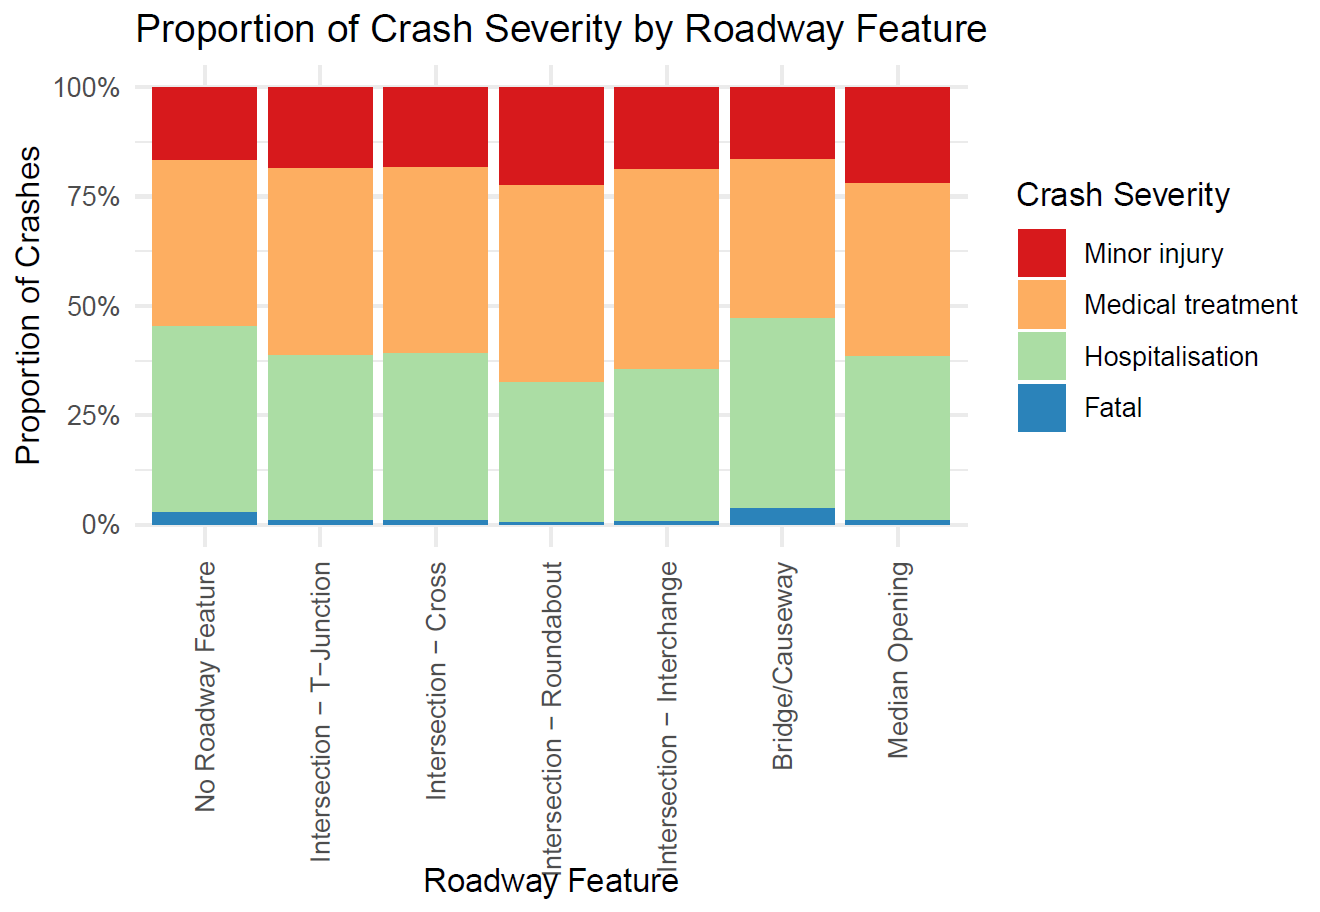 Proportion of Crash Severity by Roadway Feature
Proportion of Crashes
100%
75%
50%
25%
0%
No Roadway Feature
Intersection − T−Junction
Intersection − Cross
Intersection − Roundabout
Intersection − Interchange
Bridge/Causeway
Median Opening
Roadway Feature
Crash Severity
Minor injury
Medical treatment
Hospitalisation
Fatal